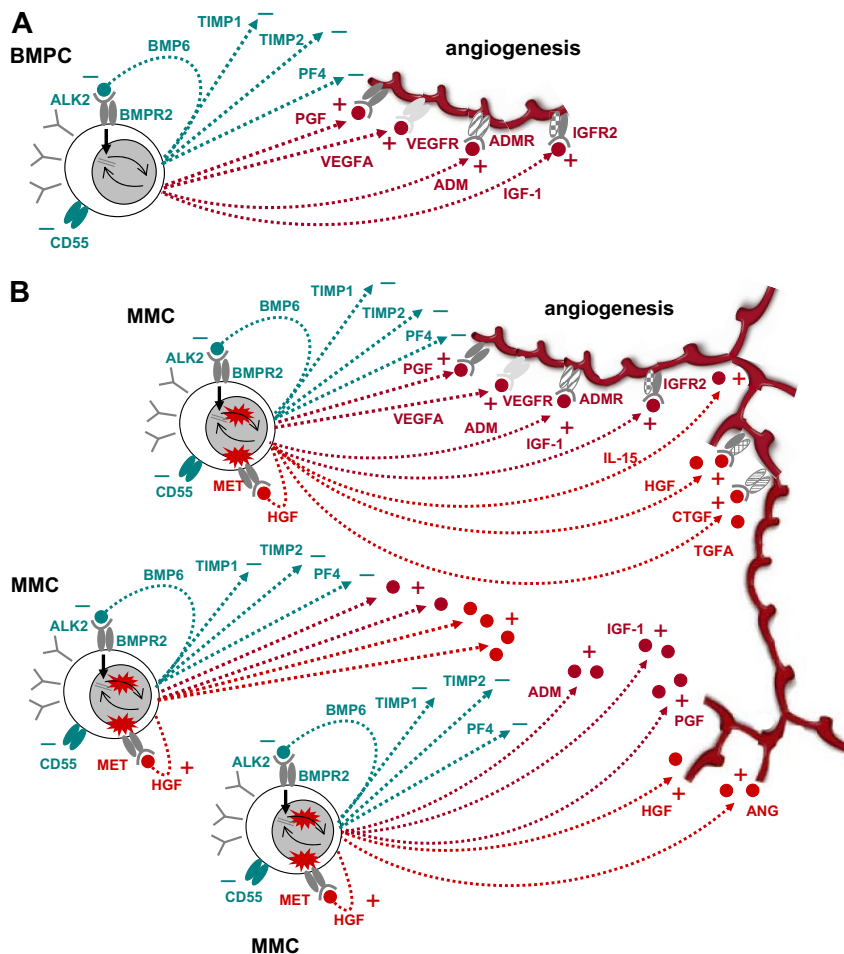 A
BMPC
TIMP1 −
BMP6
TIMP2 −
angiogenesis
−
PF4 −
ALK2
BMPR2
+
PGF
IGFR2
VEGFR
ADMR
VEGFA
+
+
+
ADM
IGF-1
−
CD55
B
MMC
TIMP1 −
BMP6
TIMP2 −
angiogenesis
−
PF4 −
ALK2
BMPR2
+
PGF
IGFR2
+
VEGFR
ADMR
VEGFA
+
+
+
ADM
IGF-1
IL-15
−
CD55
MET
HGF
HGF
+
+
CTGF
TGFA
MMC
TIMP1 −
TIMP2 −
BMP6
PF4 −
+
−
ALK2
BMPR2
+
IGF-1
+
−
CD55
MET
HGF
+
TIMP1 −
TIMP2 −
BMP6
PF4 −
+
ADM
+
PGF
−
ALK2
BMPR2
HGF
+
+
ANG
−
CD55
MET
HGF
+
MMC